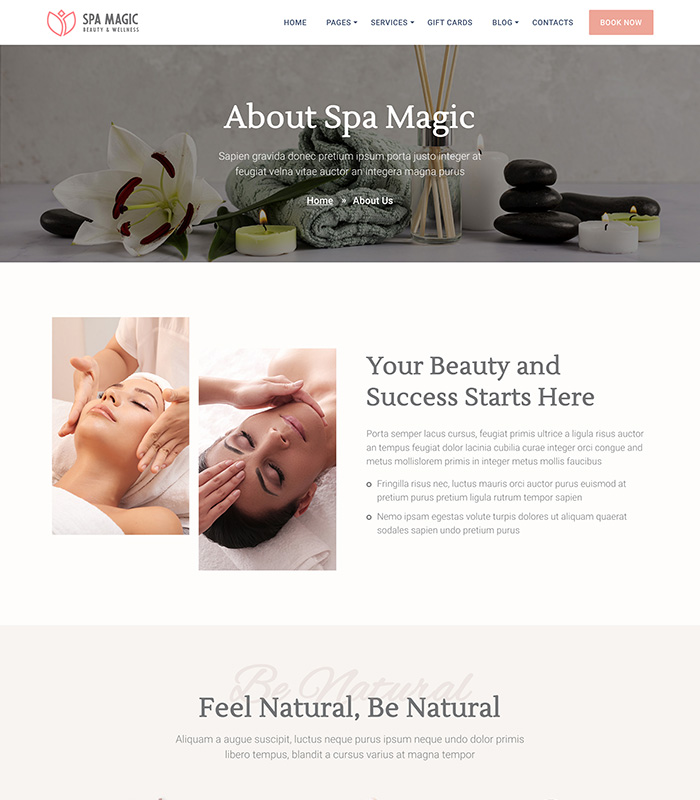 SPA MAGIC
BEAUTY & WELLNESS
HOME PAGES SERVICES GIFT CARDS BLOG CONTACTS BOOK NOW
About Spa Magic
Sapien gravida donec pretium ipsum porta justo integer at
feugiat velna vitae auctor an integera magna purus
Home » About Us
Your Beauty and
Success Starts Here
Porta semper lacus cursus, feugiat primis ultrice a ligula risus auctor
an tempus feugiat dolor lacinia cubilia curae integer orci congue and
metus mollislorem primis in integer metus mollis faucibus
Fringilla risus nec, luctus mauris orci auctor purus euismod at
pretium purus pretium ligula rutrum tempor sapien
Nemo ipsam egestas volute turpis dolores ut aliquam quaerat
sodales sapien undo pretium purus
Be Natural
Feel Natural, Be Natural
Aliquam a augue suscipit, luctus neque purus ipsum neque undo dolor primis
libero tempus, blandit a cursus varius at magna tempor